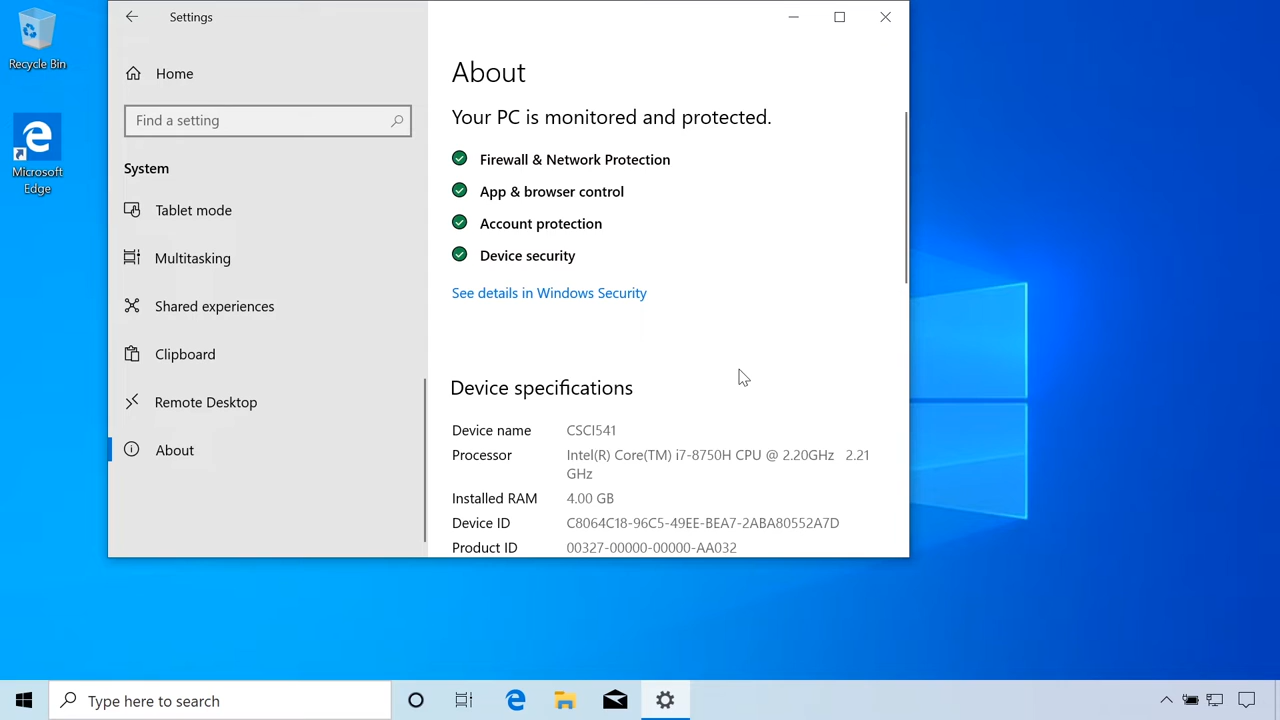 Recycle Bin
Microsoft
Edge
Settings
Home
Find a setting
System
Tablet mode
Multitasking
Shared experiences
Clipboard
Remote Desktop
About
About
Your PC is monitored and protected.
Firewall & Network Protection
App & browser control
Account protection
Device security
See details in Windows Security
Device specifications
Device name CSCI541
Processor Intel(R) Core(TM) i7-8750H CPU @ 2.20GHz 2.21
GHz
Installed RAM 4.00 GB
Device ID C8064C18-96C5-49EE-BEA7-2ABA80552A7D
Product ID 00327-00000-00000-AA032
Type here to search